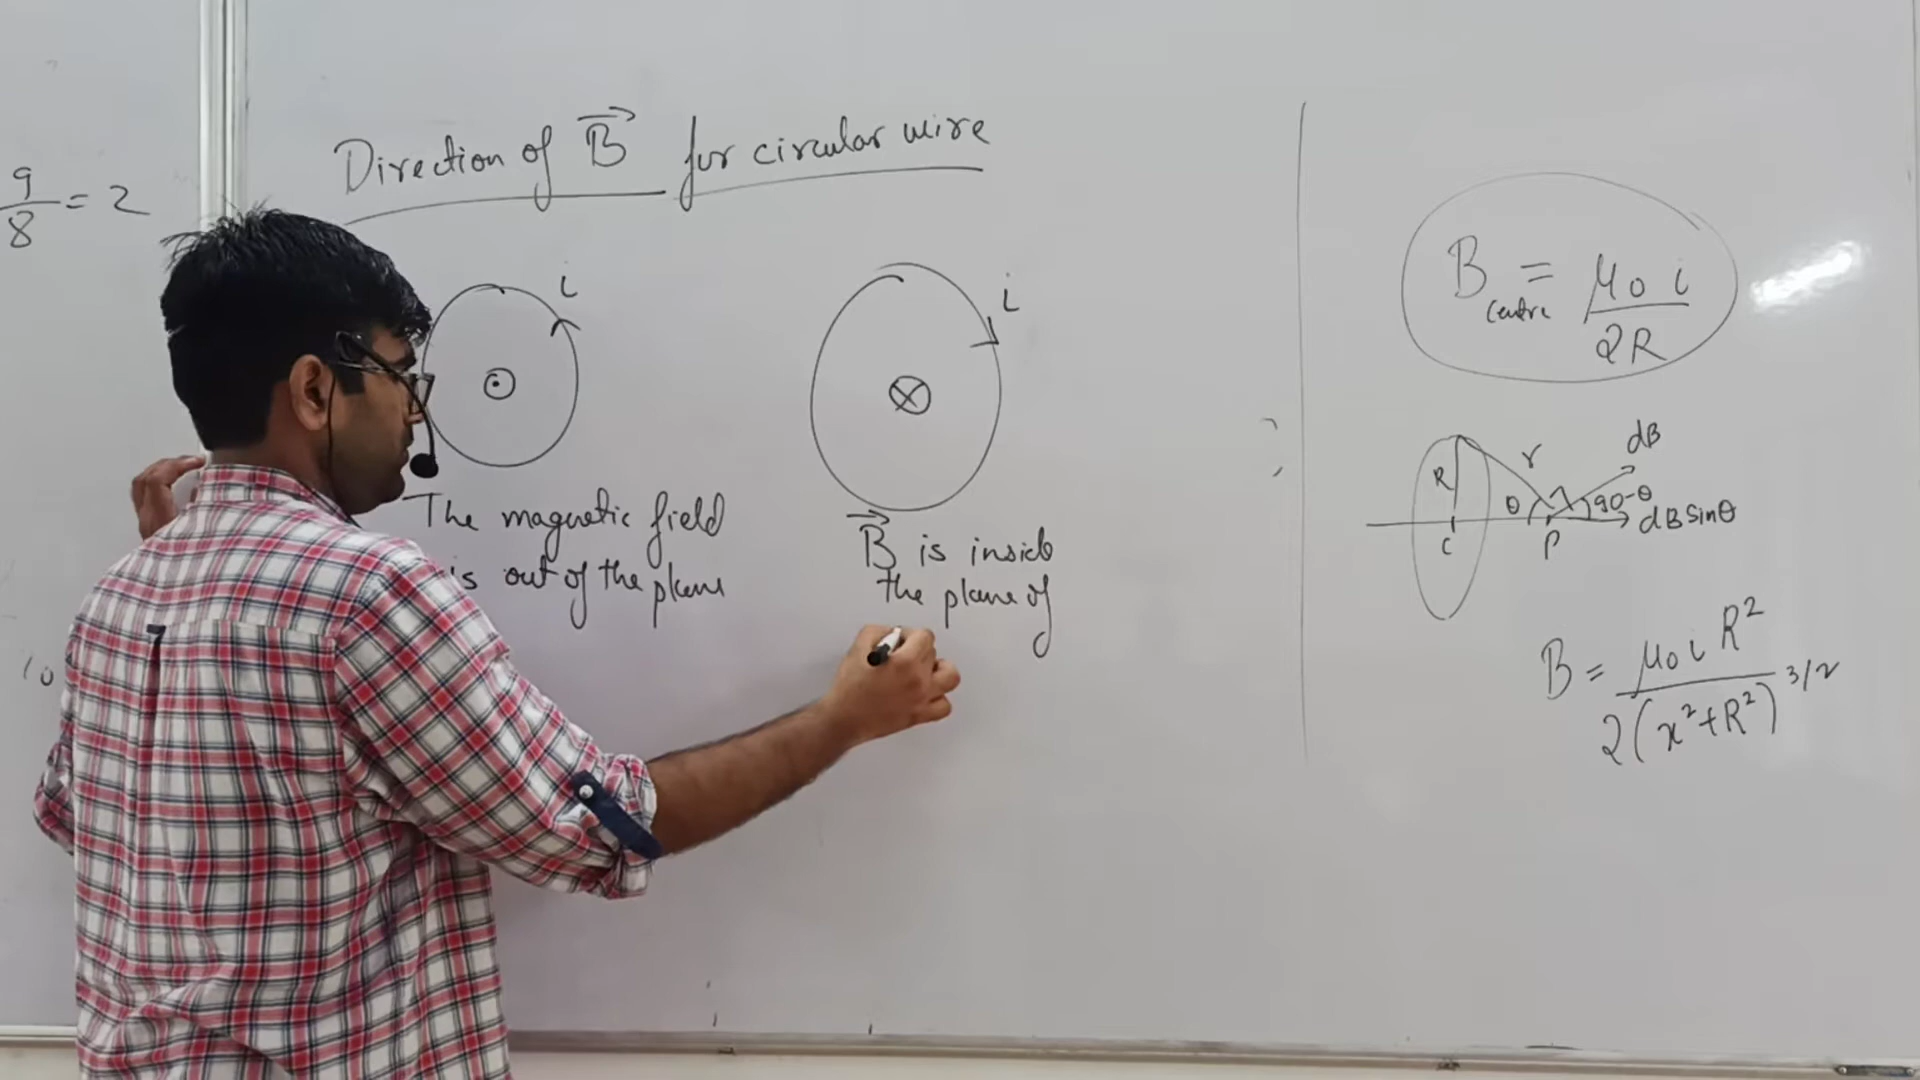 9/8 = 2
Direction of B⃗ for circular wire
i
i
⊙
⊗
The magnetic field
is out of the plane
B⃗ is inside
the plane of
B centre = μ0 i / 2R
R
r
dB
θ
90-θ
dB sinθ
C
P
B = μ0 i R² / 2(x²+R²)^3/2
10